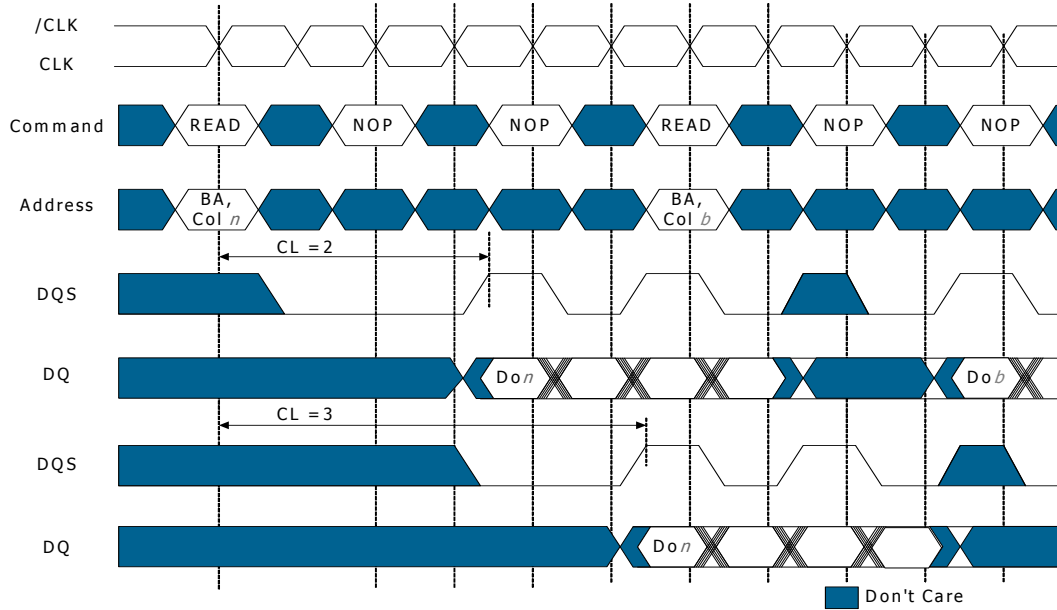 /CLK
CLK
Command READ NOP NOP READ NOP NOP
Address BA, Col n BA, Col b
CL = 2
DQS
DQ Do n Do b
CL = 3
DQS
DQ Do n
Don't Care